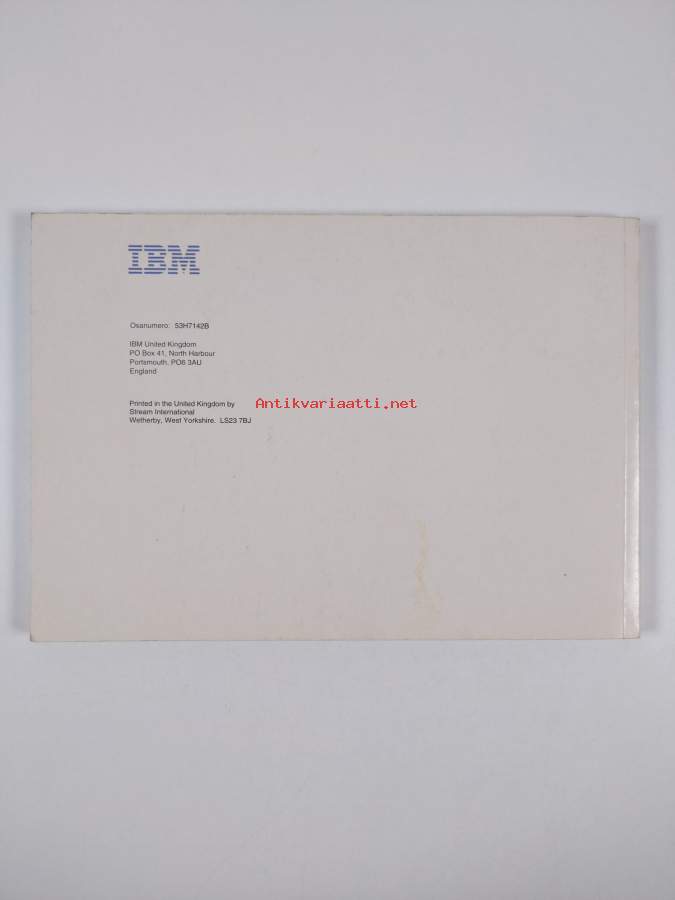 IBM
Osanumero: 53H7142B
IBM United Kingdom
PO Box 41, North Harbour
Portsmouth, PO6 3AU
England
Printed in the United Kingdom by
Stream International
Wetherby, West Yorkshire. LS23 7BJ
Antikvariaatti.net